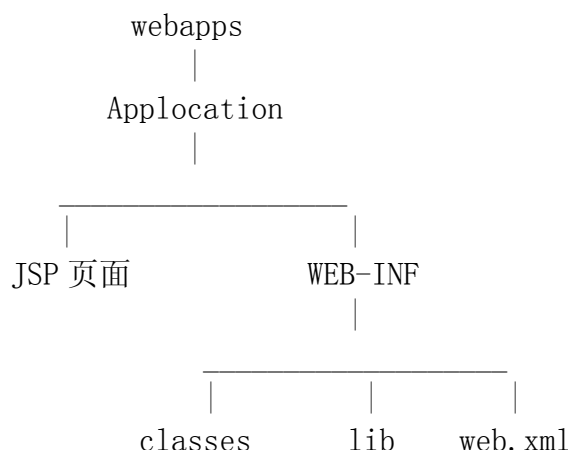 webapps
Applocation
JSP 页面 WEB-INF
classes lib web.xml